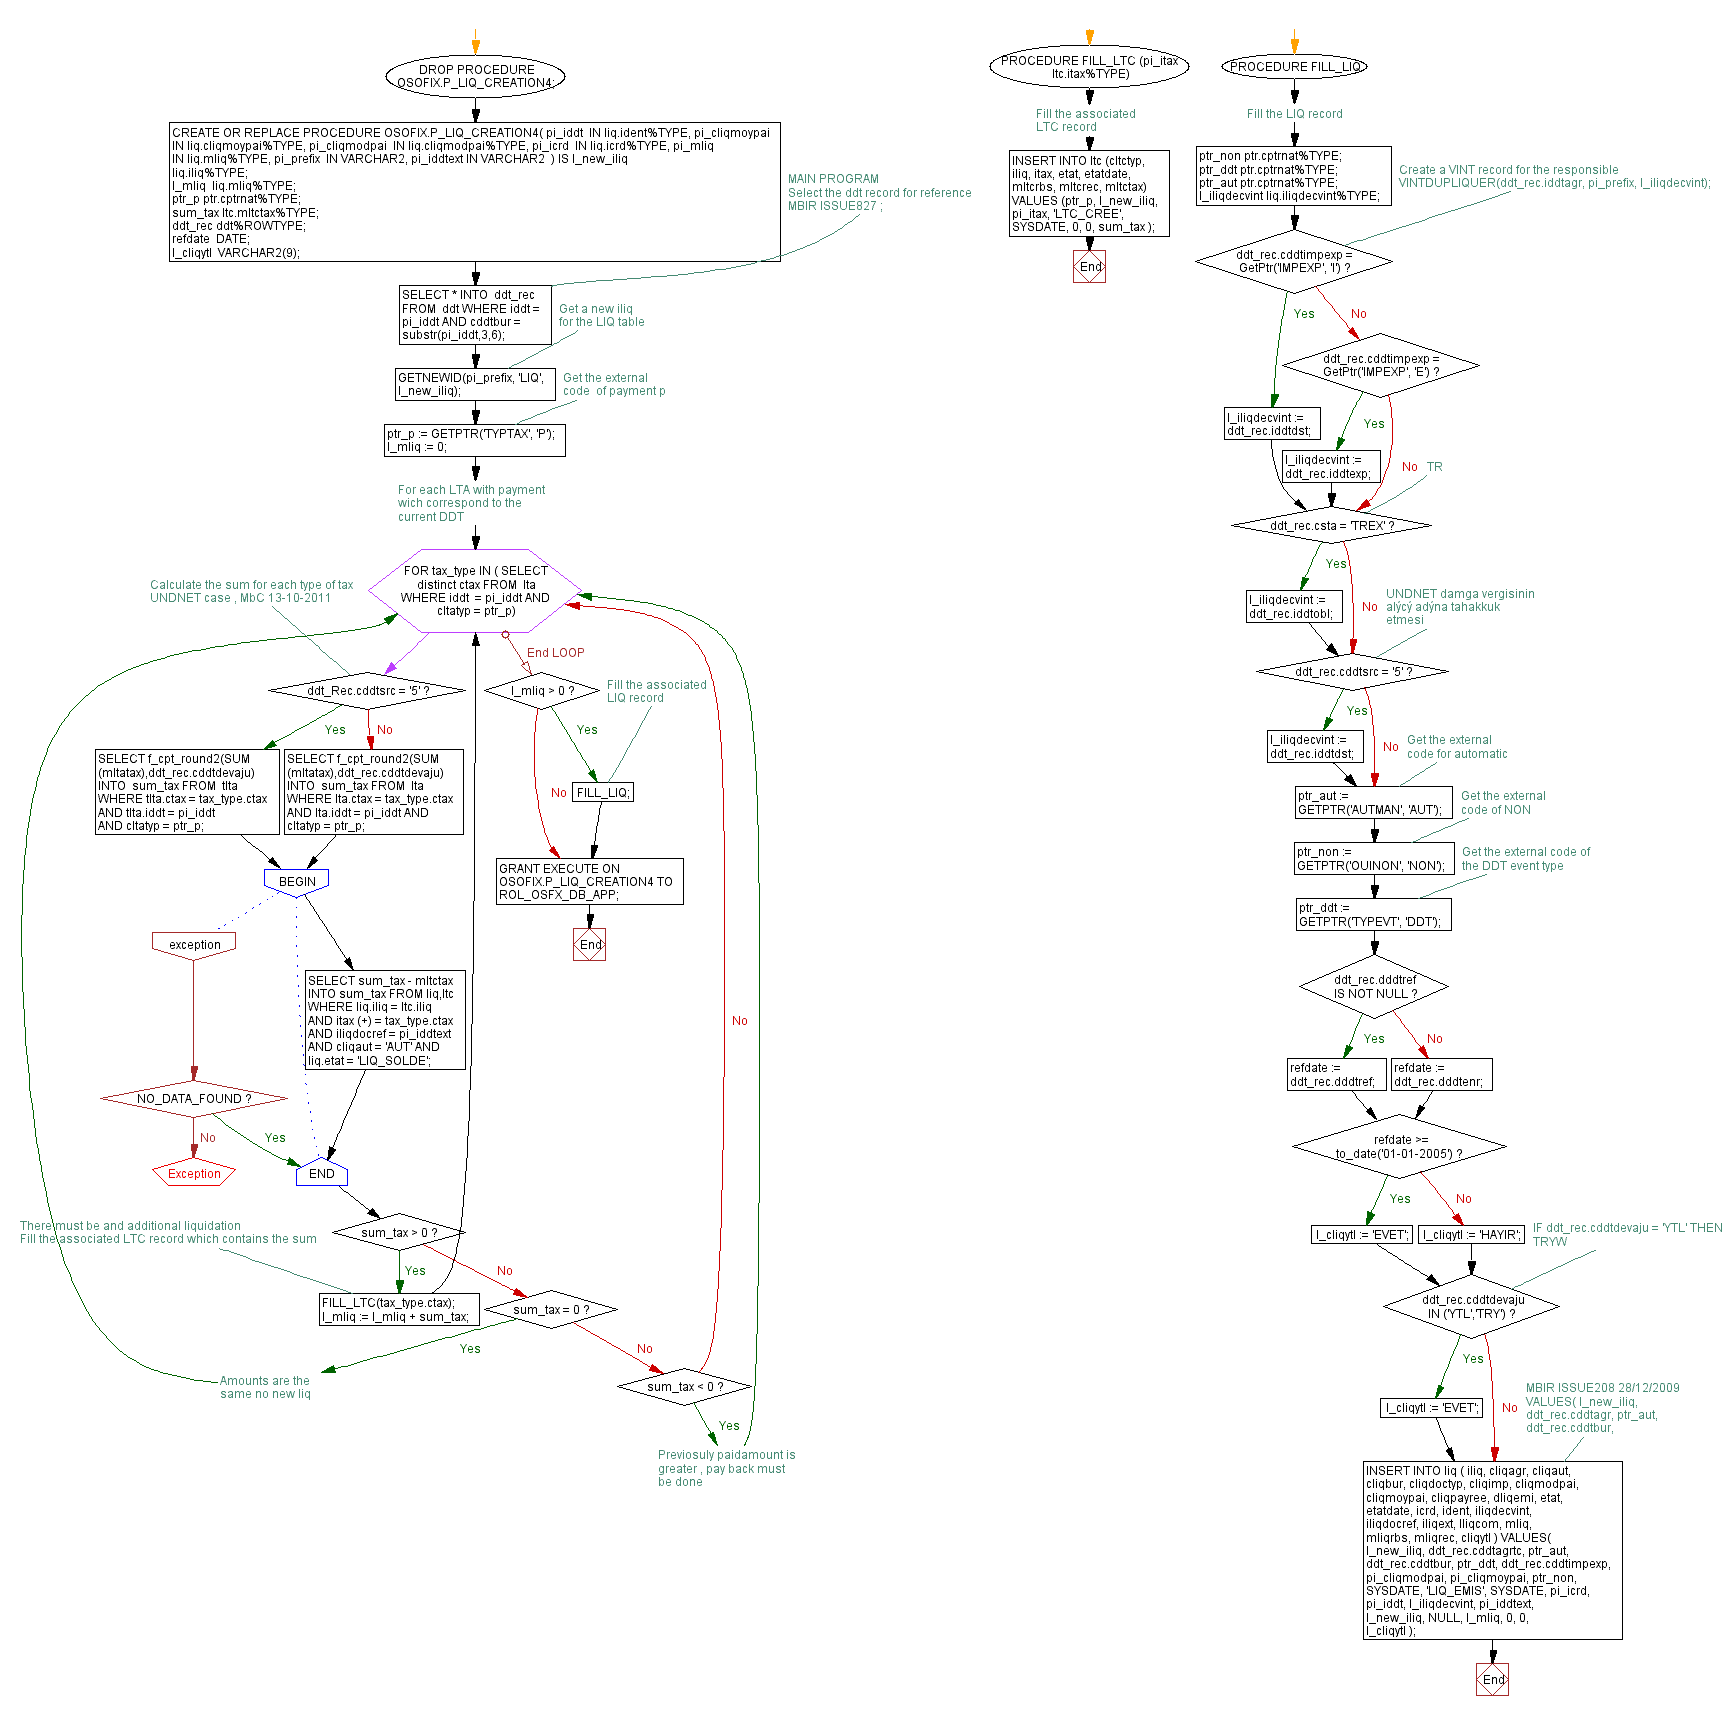 DROP PROCEDURE
OSOFIX.P_LIQ_CREATION4;
CREATE OR REPLACE PROCEDURE OSOFIX.P_LIQ_CREATION4( pi_iddt IN liq.ident%TYPE, pi_cliqmoypai
IN liq.cliqmoypai%TYPE, pi_cliqmodpai IN liq.cliqmodpai%TYPE, pi_icrd IN liq.icrd%TYPE, pi_mliq
IN liq.mliq%TYPE, pi_prefix IN VARCHAR2, pi_iddtext IN VARCHAR2 ) IS l_new_iliq
liq.iliq%TYPE;
l_mliq liq.mliq%TYPE;
ptr_p ptr.cptrnat%TYPE;
sum_tax ltc.mltctax%TYPE;
ddt_rec ddt%ROWTYPE;
refdate DATE;
l_cliqytl VARCHAR2(9);
MAIN PROGRAM
Select the ddt record for reference
MBIR ISSUE827 ;
SELECT * INTO ddt_rec
FROM ddt WHERE iddt =
pi_iddt AND cddtbur =
substr(pi_iddt,3,6);
Get a new iliq
for the LIQ table
GETNEWID(pi_prefix, 'LIQ',
l_new_iliq);
Get the external
code of payment p
ptr_p := GETPTR('TYPTAX', 'P');
l_mliq := 0;
For each LTA with payment
wich correspond to the
current DDT
FOR tax_type IN ( SELECT
distinct ctax FROM lta
WHERE iddt = pi_iddt AND
cltatyp = ptr_p)
Calculate the sum for each type of tax
UNDNET case , MbC 13-10-2011
End LOOP
ddt_Rec.cddtsrc = '5' ?
Yes
No
SELECT f_cpt_round2(SUM
(mltatax),ddt_rec.cddtdevaju)
INTO sum_tax FROM tlta
WHERE tlta.ctax = tax_type.ctax
AND tlta.iddt = pi_iddt
AND cltatyp = ptr_p;
SELECT f_cpt_round2(SUM
(mltatax),ddt_rec.cddtdevaju)
INTO sum_tax FROM lta
WHERE lta.ctax = tax_type.ctax
AND lta.iddt = pi_iddt AND
cltatyp = ptr_p;
BEGIN
exception
SELECT sum_tax - mltctax
INTO sum_tax FROM liq,ltc
WHERE liq.iliq = ltc.iliq
AND itax (+) = tax_type.ctax
AND iliqdocref = pi_iddtext
AND cliqaut = 'AUT' AND
liq.etat = 'LIQ_SOLDE';
NO_DATA_FOUND ?
No
Yes
Exception
END
sum_tax > 0 ?
There must be and additional liquidation
Fill the associated LTC record which contains the sum
Yes
No
FILL_LTC(tax_type.ctax);
l_mliq := l_mliq + sum_tax;
sum_tax = 0 ?
Yes
No
Amounts are the
same no new liq
sum_tax < 0 ?
No
Yes
Previosuly paidamount is
greater , pay back must
be done
l_mliq > 0 ?
Fill the associated
LIQ record
Yes
No
FILL_LIQ;
GRANT EXECUTE ON
OSOFIX.P_LIQ_CREATION4 TO
ROL_OSFX_DB_APP;
End
PROCEDURE FILL_LTC (pi_itax
ltc.itax%TYPE)
Fill the associated
LTC record
INSERT INTO ltc (cltctyp,
iliq, itax, etat, etatdate,
mltcrbs, mltcrec, mltctax)
VALUES (ptr_p, l_new_iliq,
pi_itax, 'LTC_CREE',
SYSDATE, 0, 0, sum_tax );
End
PROCEDURE FILL_LIQ
Fill the LIQ record
ptr_non ptr.cptrnat%TYPE;
ptr_ddt ptr.cptrnat%TYPE;
ptr_aut ptr.cptrnat%TYPE;
l_iliqdecvint liq.iliqdecvint%TYPE;
Create a VINT record for the responsible
VINTDUPLIQUER(ddt_rec.iddtagr, pi_prefix, l_iliqdecvint);
ddt_rec.cddtimpexp =
GetPtr('IMPEXP', 'I') ?
Yes
No
ddt_rec.cddtimpexp =
GetPtr('IMPEXP', 'E') ?
l_iliqdecvint :=
ddt_rec.iddtdst;
Yes
l_iliqdecvint :=
ddt_rec.iddtexp;
No
TR
ddt_rec.csta = 'TREX' ?
Yes
l_iliqdecvint :=
ddt_rec.iddtobl;
No
UNDNET damga vergisinin
alýcý adýna tahakkuk
etmesi
ddt_rec.cddtsrc = '5' ?
Yes
l_iliqdecvint :=
ddt_rec.iddtdst;
No
Get the external
code for automatic
ptr_aut :=
GETPTR('AUTMAN', 'AUT');
Get the external
code of NON
ptr_non :=
GETPTR('OUINON', 'NON');
Get the external code of
the DDT event type
ptr_ddt :=
GETPTR('TYPEVT', 'DDT');
ddt_rec.dddtref
IS NOT NULL ?
Yes
No
refdate :=
ddt_rec.dddtref;
refdate :=
ddt_rec.dddtenr;
refdate >=
to_date('01-01-2005') ?
Yes
No
l_cliqytl := 'EVET';
l_cliqytl := 'HAYIR';
IF ddt_rec.cddtdevaju = 'YTL' THEN
TRYW
ddt_rec.cddtdevaju
IN ('YTL','TRY') ?
Yes
l_cliqytl := 'EVET';
No
MBIR ISSUE208 28/12/2009
VALUES( l_new_iliq,
ddt_rec.cddtagr, ptr_aut,
ddt_rec.cddtbur,
INSERT INTO liq ( iliq, cliqagr, cliqaut,
cliqbur, cliqdoctyp, cliqimp, cliqmodpai,
cliqmoypai, cliqpayree, dliqemi, etat,
etatdate, icrd, ident, iliqdecvint,
iliqdocref, iliqext, lliqcom, mliq,
mliqrbs, mliqrec, cliqytl ) VALUES(
l_new_iliq, ddt_rec.cddtagrtc, ptr_aut,
ddt_rec.cddtbur, ptr_ddt, ddt_rec.cddtimpexp,
pi_cliqmodpai, pi_cliqmoypai, ptr_non,
SYSDATE, 'LIQ_EMIS', SYSDATE, pi_icrd,
pi_iddt, l_iliqdecvint, pi_iddtext,
l_new_iliq, NULL, l_mliq, 0, 0,
l_cliqytl );
End